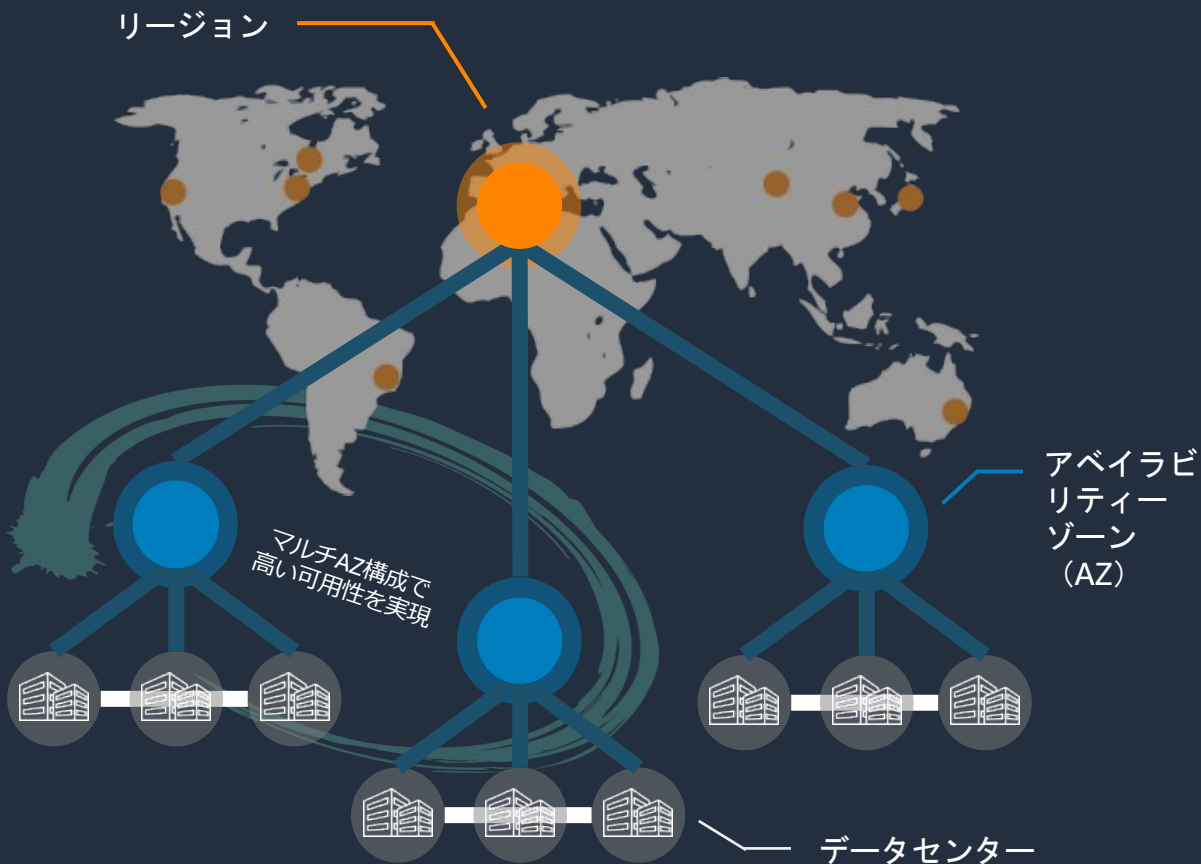 リージョン
アベイラビ
リティー
ゾーン
（AZ）
マルチAZ構成で
高い可用性を実現
データセンター